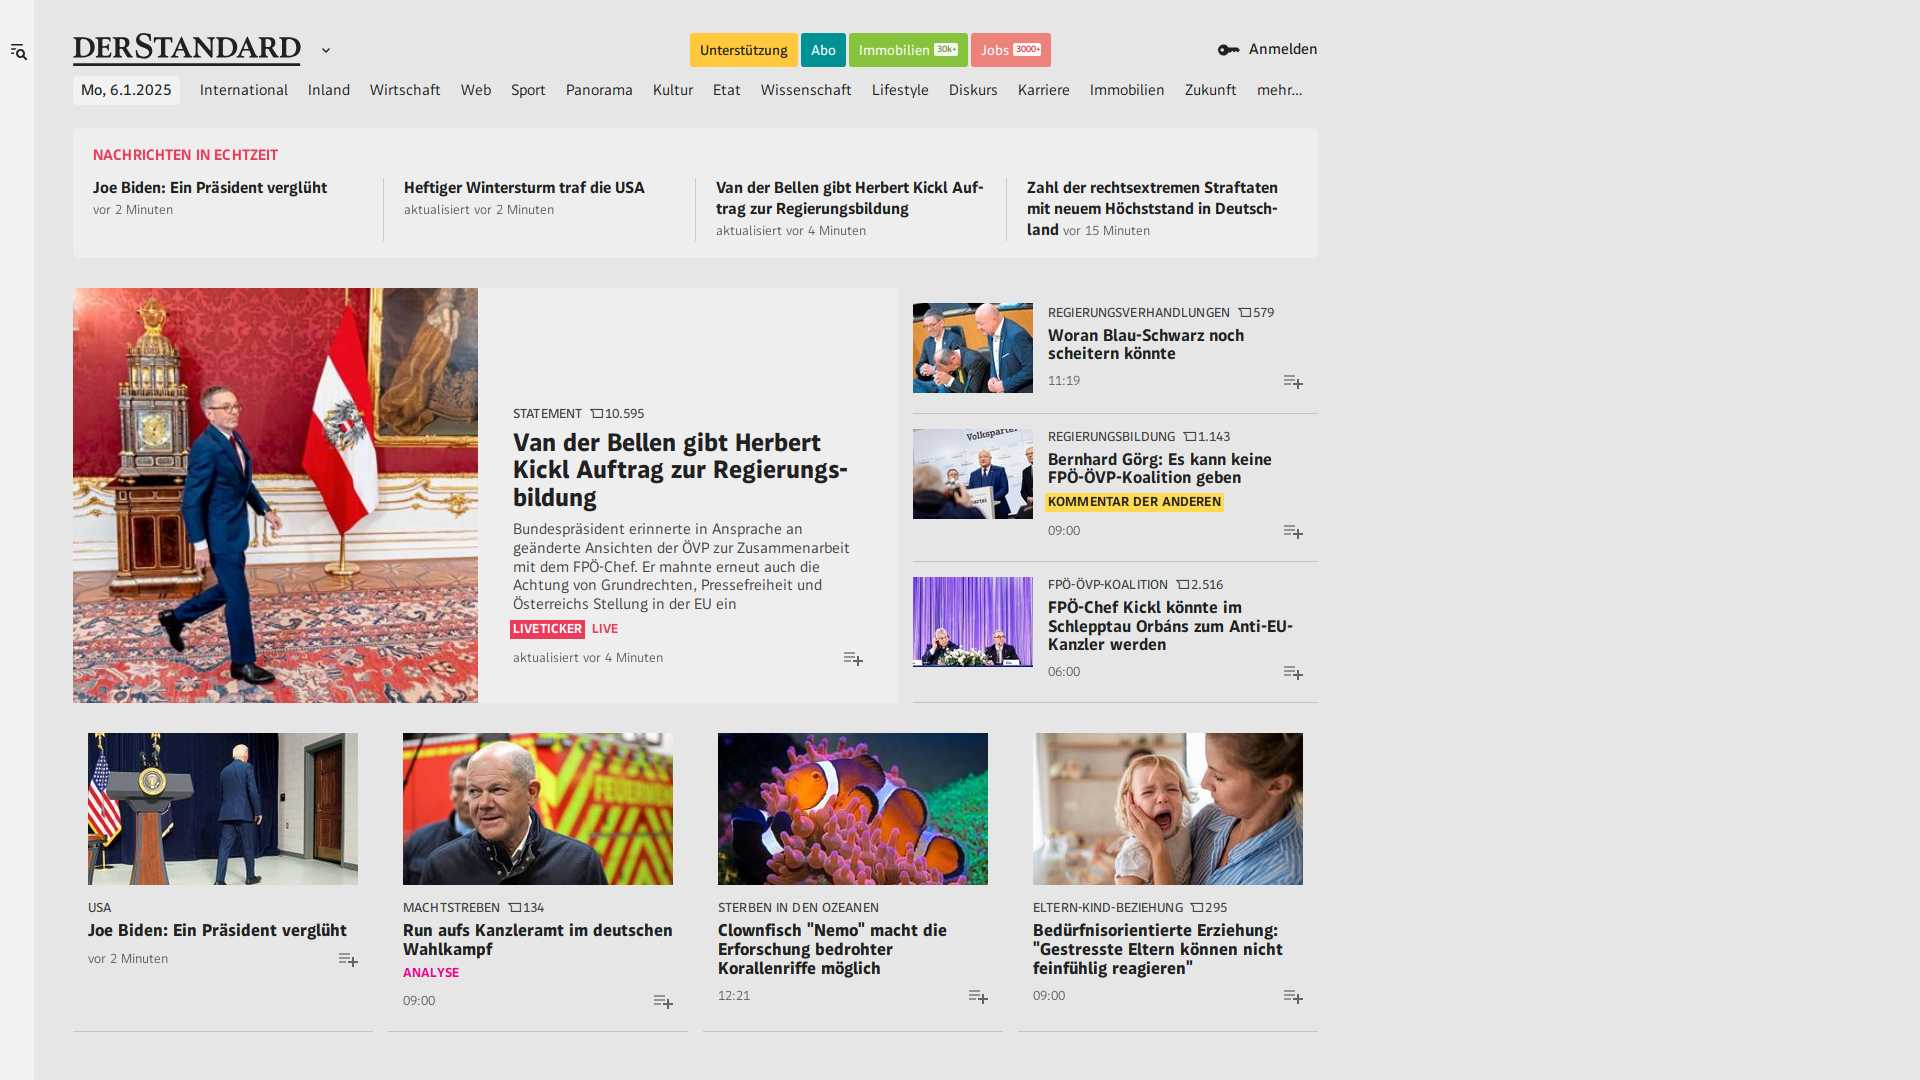 DERSTANDARD
Unterstützung
Abo
Immobilien 30k+
Jobs 3000+
Anmelden
Mo, 6.1.2025
International
Inland
Wirtschaft
Web
Sport
Panorama
Kultur
Etat
Wissenschaft
Lifestyle
Diskurs
Karriere
Immobilien
Zukunft
mehr…
NACHRICHTEN IN ECHTZEIT
Joe Biden: Ein Präsident verglüht
vor 2 Minuten
Heftiger Wintersturm traf die USA
aktualisiert vor 2 Minuten
Van der Bellen gibt Herbert Kickl Auf-
trag zur Regierungsbildung
aktualisiert vor 4 Minuten
Zahl der rechtsextremen Straftaten
mit neuem Höchststand in Deutsch-
land vor 15 Minuten
STATEMENT 10.595
Van der Bellen gibt Herbert
Kickl Auftrag zur Regierungs-
bildung
Bundespräsident erinnerte in Ansprache an
geänderte Ansichten der ÖVP zur Zusammenarbeit
mit dem FPÖ-Chef. Er mahnte erneut auch die
Achtung von Grundrechten, Pressefreiheit und
Österreichs Stellung in der EU ein
LIVETICKER LIVE
aktualisiert vor 4 Minuten
REGIERUNGSVERHANDLUNGEN 579
Woran Blau-Schwarz noch
scheitern könnte
11:19
Volkspartei
REGIERUNGSBILDUNG 1.143
Bernhard Görg: Es kann keine
FPÖ-ÖVP-Koalition geben
KOMMENTAR DER ANDEREN
09:00
FPÖ-ÖVP-KOALITION 2.516
FPÖ-Chef Kickl könnte im
Schlepptau Orbáns zum Anti-EU-
Kanzler werden
06:00
USA
Joe Biden: Ein Präsident verglüht
vor 2 Minuten
FEUERWEHR
MACHTSTREBEN 134
Run aufs Kanzleramt im deutschen
Wahlkampf
ANALYSE
09:00
STERBEN IN DEN OZEANEN
Clownfisch "Nemo" macht die
Erforschung bedrohter
Korallenriffe möglich
12:21
ELTERN-KIND-BEZIEHUNG 295
Bedürfnisorientierte Erziehung:
"Gestresste Eltern können nicht
feinfühlig reagieren"
09:00